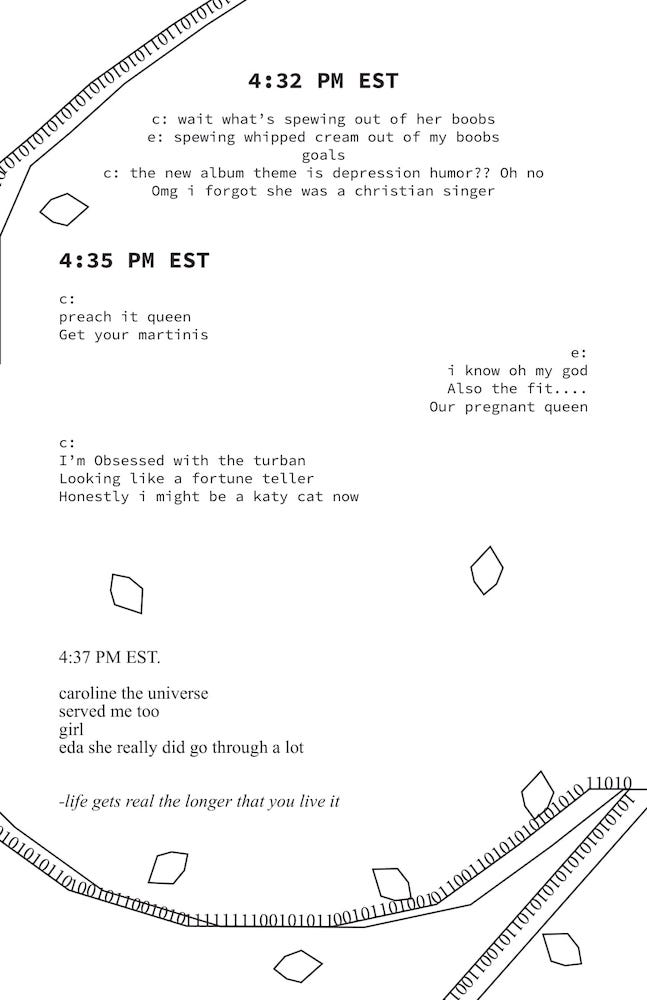 4:32 PM EST
c: wait what’s spewing out of her boobs
e: spewing whipped cream out of my boobs
goals
c: the new album theme is depression humor?? Oh no
Omg i forgot she was a christian singer
4:35 PM EST
c:
preach it queen
Get your martinis
e:
i know oh my god
Also the fit....
Our pregnant queen
c:
I’m Obsessed with the turban
Looking like a fortune teller
Honestly i might be a katy cat now
4:37 PM EST.
caroline the universe
served me too
girl
eda she really did go through a lot
-life gets real the longer that you live it
11010